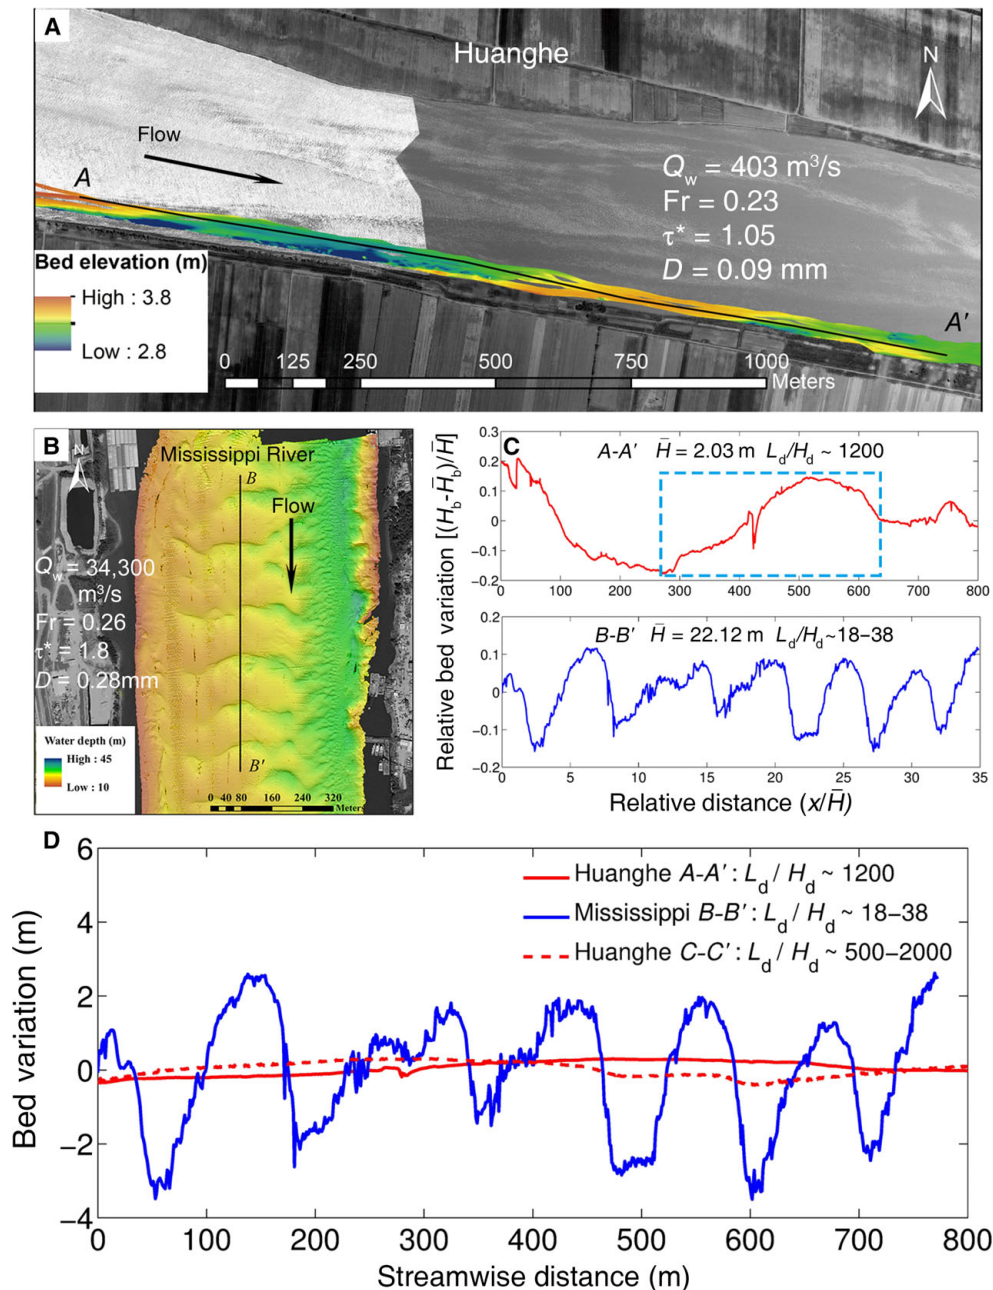 A
Huanghe
N
Flow
A
Q_w = 403 m³/s
Fr = 0.23
τ* = 1.05
D = 0.09 mm
A′
Bed elevation (m)
High : 3.8
Low : 2.8
0 125 250 500 750 1000
Meters
B
N
Mississippi River
B
Flow
Q_w = 34,300
m³/s
Fr = 0.26
τ* = 1.8
D = 0.28mm
Water depth (m)
High : 45
Low : 10
B′
0 40 80 160 240 320
Meters
C
Relative bed variation [(H_b-H̄_b)/H̄]
0.3
0.2
0.1
0
-0.1
-0.2
A-A′ H̄ = 2.03 m L_d/H_d ~ 1200
0 100 200 300 400 500 600 700 800
0.2
0.1
0
-0.1
-0.2
B-B′ H̄ = 22.12 m L_d/H_d~18–38
0 5 10 15 20 25 30 35
Relative distance (x/H̄)
D
Bed variation (m)
6
4
2
0
−2
−4
Huanghe A-A′ : L_d / H_d ~ 1200
Mississippi B-B′ : L_d / H_d ~ 18–38
Huanghe C-C′ : L_d / H_d ~ 500–2000
0 100 200 300 400 500 600 700 800
Streamwise distance (m)